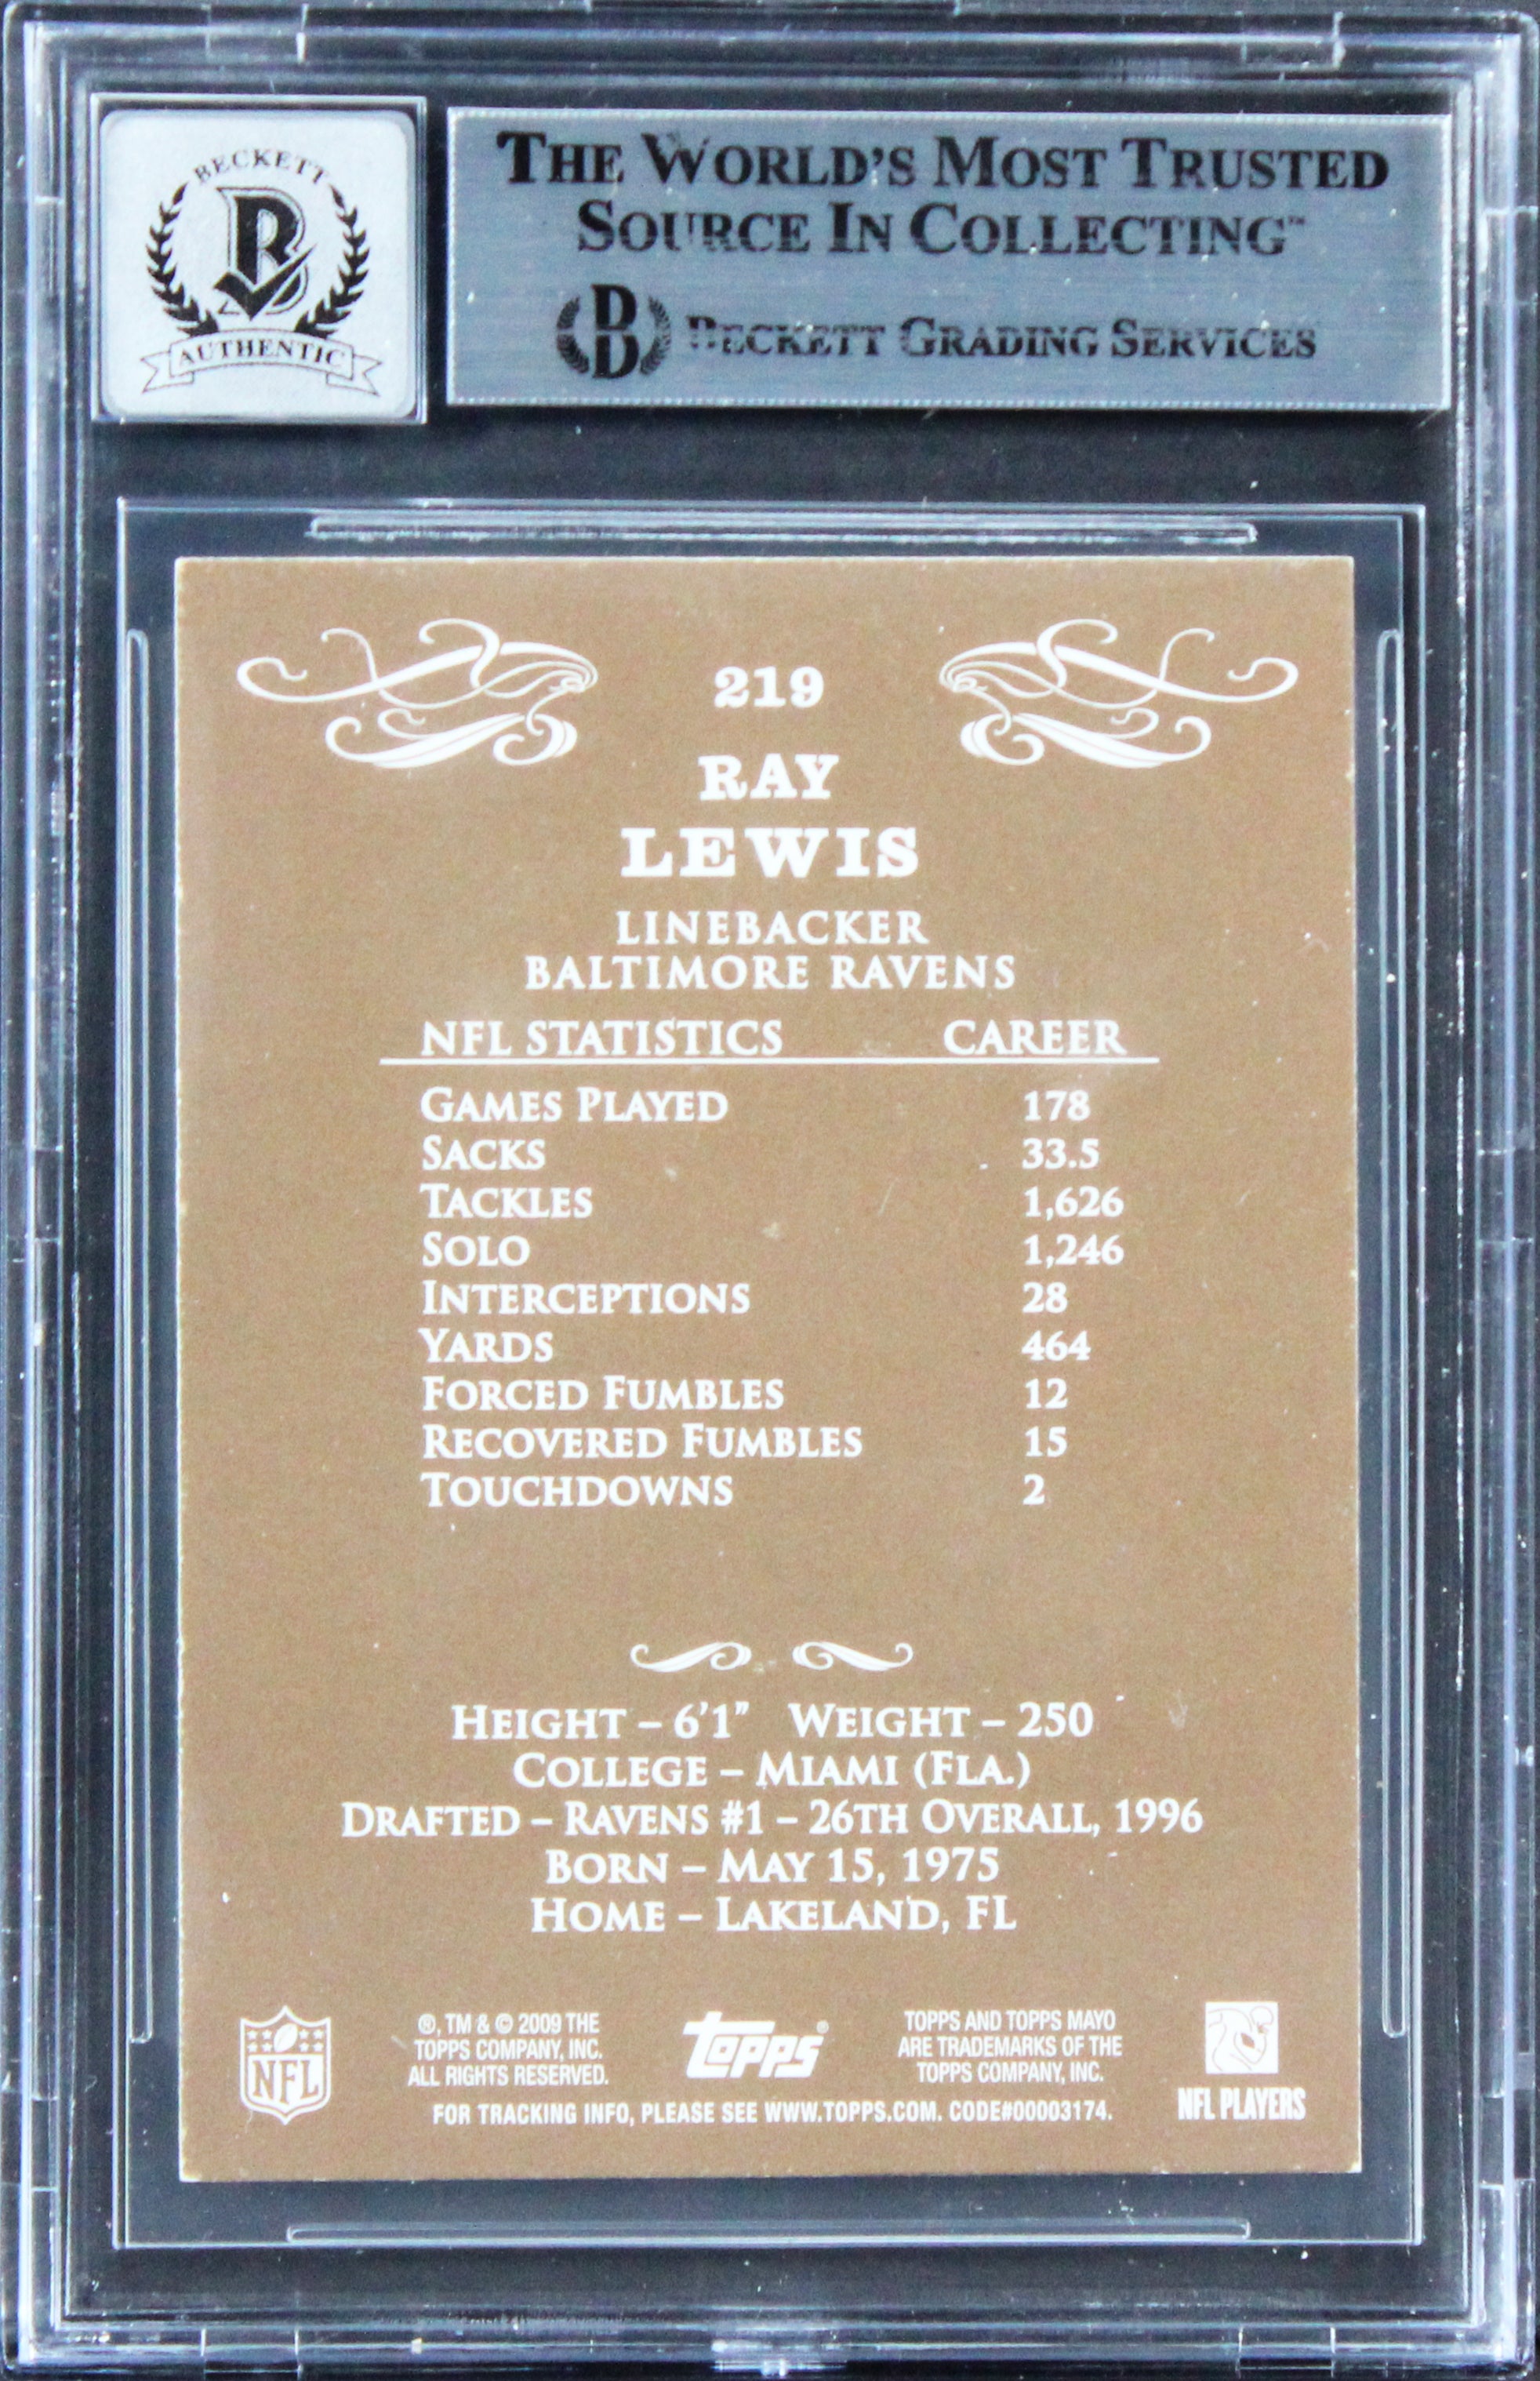 BECKETT
AUTHENTIC
THE WORLD'S MOST TRUSTED
SOURCE IN COLLECTING™
BECKETT GRADING SERVICES
219
RAY
LEWIS
LINEBACKER
BALTIMORE RAVENS
NFL STATISTICS CAREER
GAMES PLAYED 178
SACKS 33.5
TACKLES 1,626
SOLO 1,246
INTERCEPTIONS 28
YARDS 464
FORCED FUMBLES 12
RECOVERED FUMBLES 15
TOUCHDOWNS 2
HEIGHT – 6'1" WEIGHT – 250
COLLEGE – MIAMI (FLA.)
DRAFTED – RAVENS #1 – 26TH OVERALL, 1996
BORN – MAY 15, 1975
HOME – LAKELAND, FL
NFL
®, TM & © 2009 THE
TOPPS COMPANY, INC.
ALL RIGHTS RESERVED.
topps®
TOPPS AND TOPPS MAYO
ARE TRADEMARKS OF THE
TOPPS COMPANY, INC.
NFL PLAYERS
FOR TRACKING INFO, PLEASE SEE WWW.TOPPS.COM. CODE#00003174.